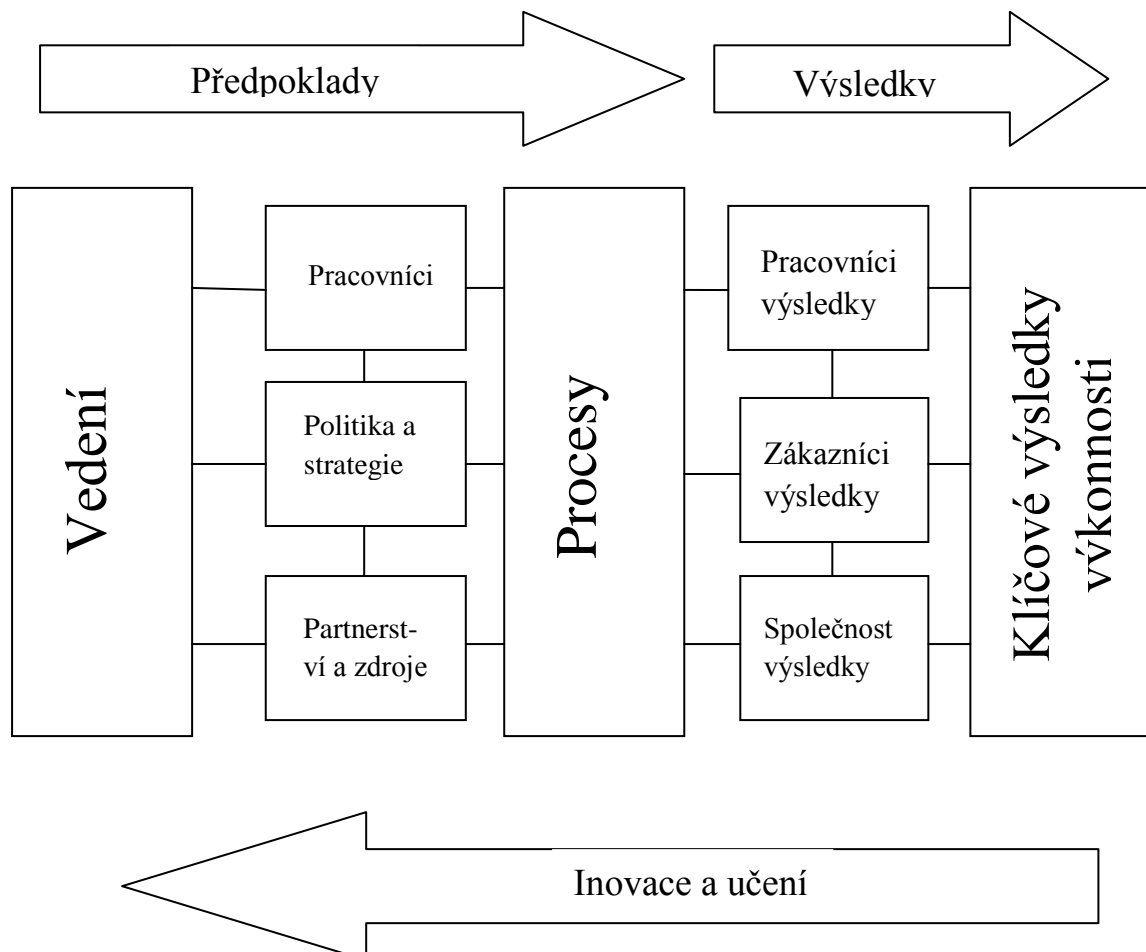 Předpoklady
Výsledky
Vedení
Pracovníci
Politika a
strategie
Partnerst-
ví a zdroje
Procesy
Pracovníci
výsledky
Zákazníci
výsledky
Společnost
výsledky
Klíčové výsledky
výkonnosti
Inovace a učení